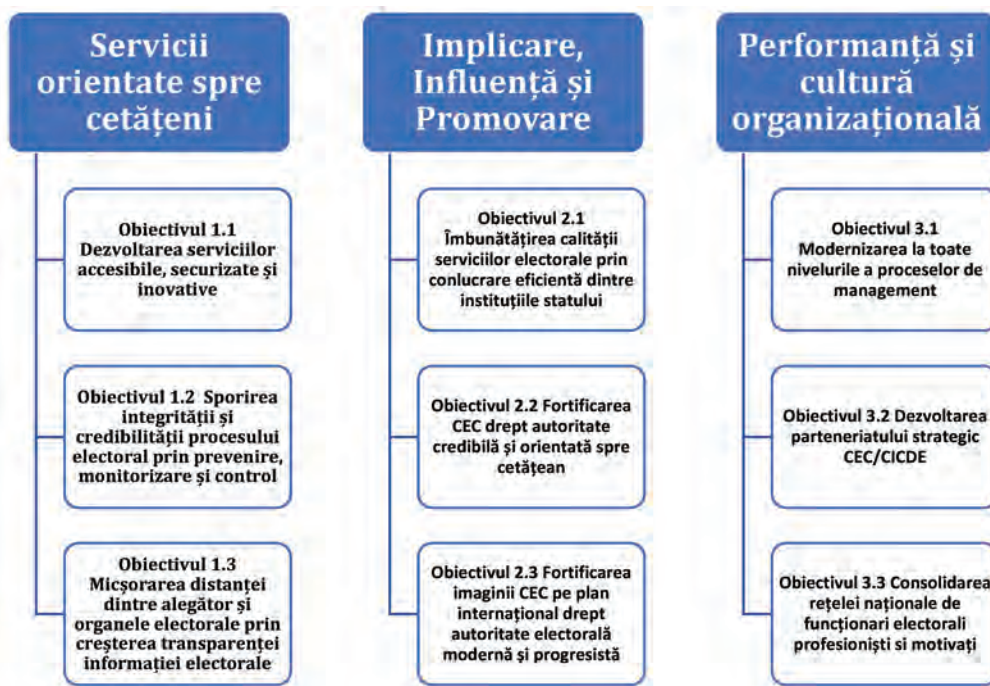 Servicii
orientate spre
cetățeni
Obiectivul 1.1
Dezvoltarea serviciilor
accesibile, securizate și
inovative
Obiectivul 1.2 Sporirea
integrității și
credibilității procesului
electoral prin prevenire,
monitorizare și control
Obiectivul 1.3
Micșorarea distanței
dintre alegător și
organele electorale prin
creșterea transparenței
informației electorale
Implicare,
Influență și
Promovare
Obiectivul 2.1
Îmbunătățirea calității
serviciilor electorale prin
conlucrare eficientă dintre
instituțiile statului
Obiectivul 2.2 Fortificarea
CEC drept autoritate
credibilă și orientată spre
cetățean
Obiectivul 2.3 Fortificarea
imaginii CEC pe plan
internațional drept
autoritate electorală
modernă și progresistă
Performanță și
cultură
organizațională
Obiectivul 3.1
Modernizarea la toate
nivelurile a proceselor de
management
Obiectivul 3.2 Dezvoltarea
parteneriatului strategic
CEC/CICDE
Obiectivul 3.3 Consolidarea
rețelei naționale de
funcționari electorali
profesioniști si motivați